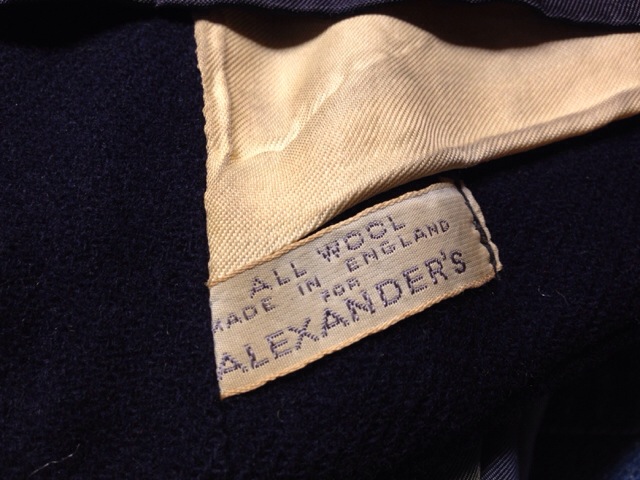 ALL WOOL
MADE IN ENGLAND
FOR
ALEXANDER'S